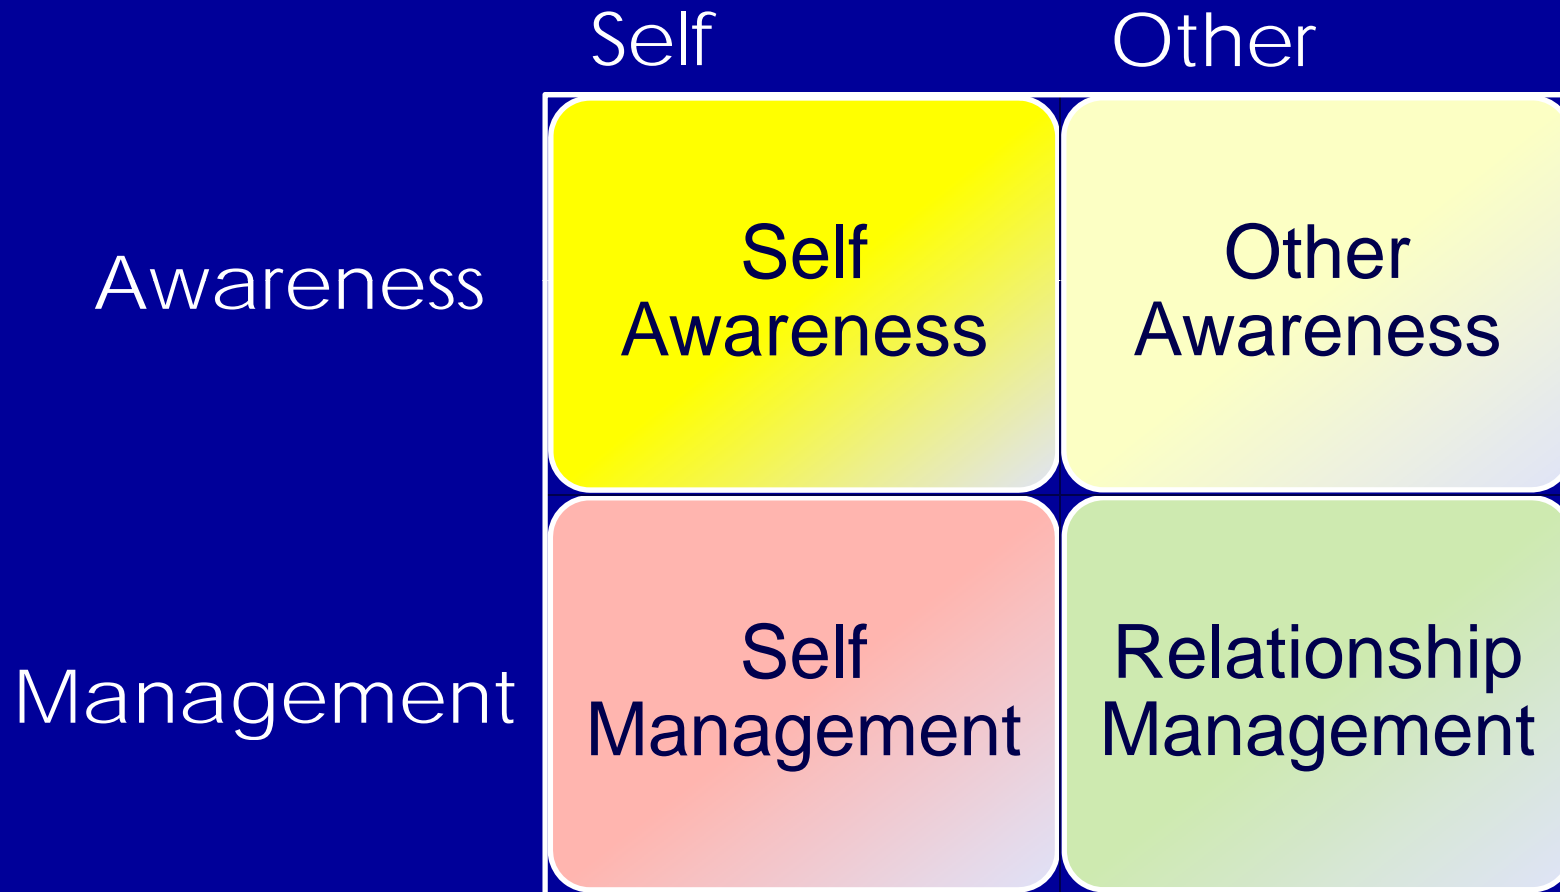 Self Other
Awareness
Self
Awareness
Other
Awareness
Management
Self
Management
Relationship
Management